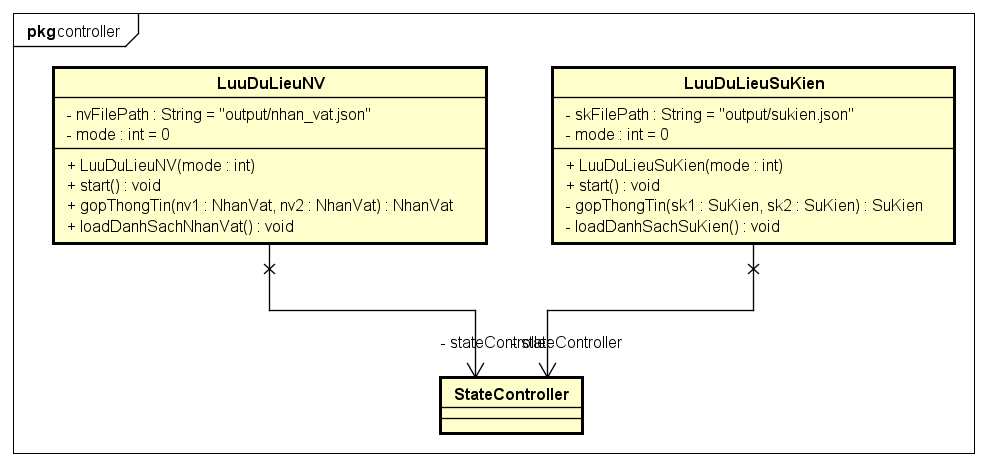 pkg controller
LuuDuLieuNV
- nvFilePath : String = "output/nhan_vat.json"
- mode : int = 0
+ LuuDuLieuNV(mode : int)
+ start() : void
+ gopThongTin(nv1 : NhanVat, nv2 : NhanVat) : NhanVat
+ loadDanhSachNhanVat() : void
LuuDuLieuSuKien
- skFilePath : String = "output/sukien.json"
- mode : int = 0
+ LuuDuLieuSuKien(mode : int)
+ start() : void
- gopThongTin(sk1 : SuKien, sk2 : SuKien) : SuKien
- loadDanhSachSuKien() : void
- stateController
- stateController
StateController